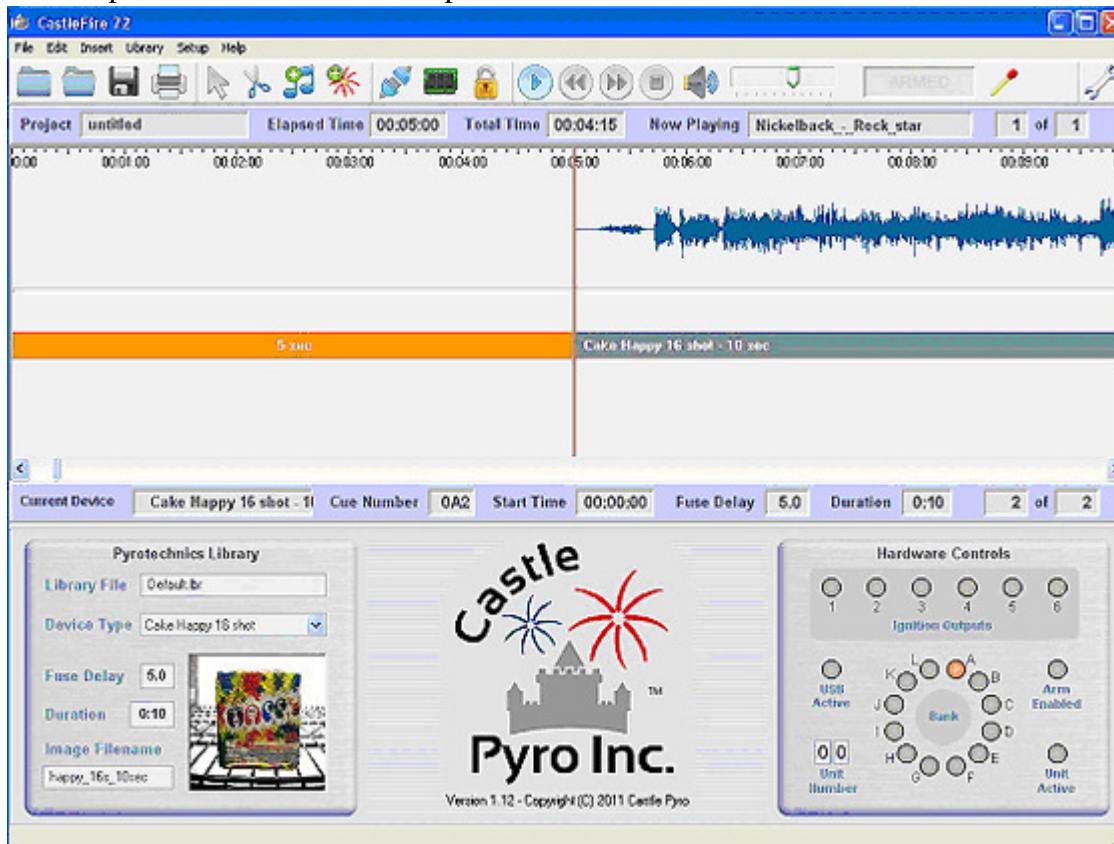 CastleFire 72
File Edit Insert Library Setup Help
ARMED
Project untitled Elapsed Time 00:05:00 Total Time 00:04:15 Now Playing Nickelback_-_Rock_star 1 of 1
0:00 00:01:00 00:02:00 00:03:00 00:04:00 00:05:00 00:06:00 00:07:00 00:08:00 00:09:00
5 sec Cake Happy 16 shot - 10 sec
Current Device Cake Happy 16 shot - 1 Cue Number 0A2 Start Time 00:00:00 Fuse Delay 5.0 Duration 0:10 2 of 2
Pyrotechnics Library
Library File Default.lbr
Device Type Cake Happy 16 shot
Fuse Delay 5.0
Duration 0:10
Image Filename
happy_16s_10sec
HAPPY
Castle
TM
Pyro Inc.
Version 1.12 - Copyright (C) 2011 Castle Pyro
Hardware Controls
1 2 3 4 5 6
Ignition Outputs
USB Active
Arm Enabled
A B C D E F G H I J K L
Bank
00
Unit Number
Unit Active